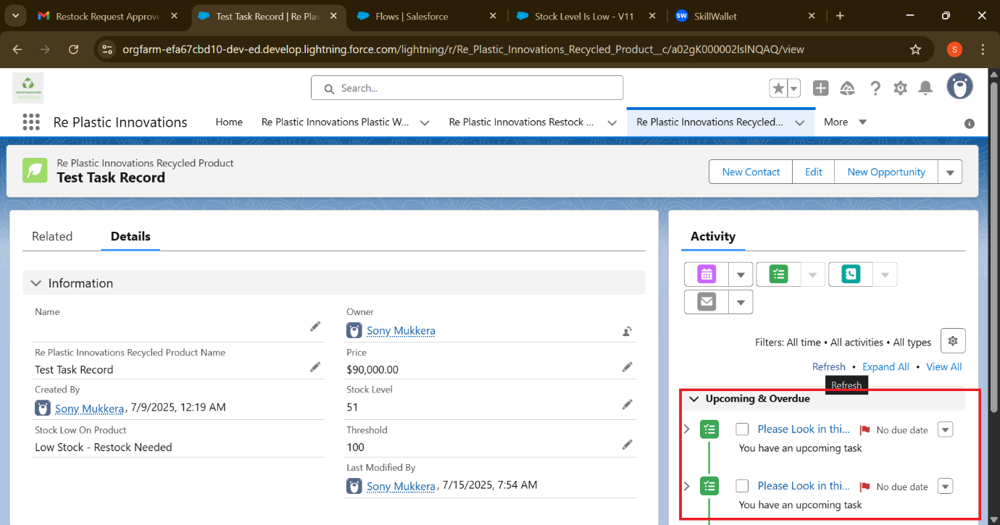 Restock Request Approve
Test Task Record | Re Plas
Flows | Salesforce
Stock Level Is Low - V11
SW
SkillWallet
orgfarm-efa67cbd10-dev-ed.develop.lightning.force.com/lightning/r/Re_Plastic_Innovations_Recycled_Product__c/a02gK000002lslNQAQ/view
S
Search...
Re Plastic Innovations
Home
Re Plastic Innovations Plastic W...
Re Plastic Innovations Restock ...
Re Plastic Innovations Recycled...
More
Re Plastic Innovations Recycled Product
Test Task Record
New Contact
Edit
New Opportunity
Related
Details
Activity
Information
Name
Owner
Sony Mukkera
Re Plastic Innovations Recycled Product Name
Test Task Record
Price
$90,000.00
Created By
Sony Mukkera, 7/9/2025, 12:19 AM
Stock Level
51
Stock Low On Product
Low Stock - Restock Needed
Threshold
100
Last Modified By
Sony Mukkera, 7/15/2025, 7:54 AM
Filters: All time • All activities • All types
Refresh • Expand All • View All
Refresh
Upcoming & Overdue
Please Look in thi...
No due date
You have an upcoming task
Please Look in thi...
No due date
You have an upcoming task